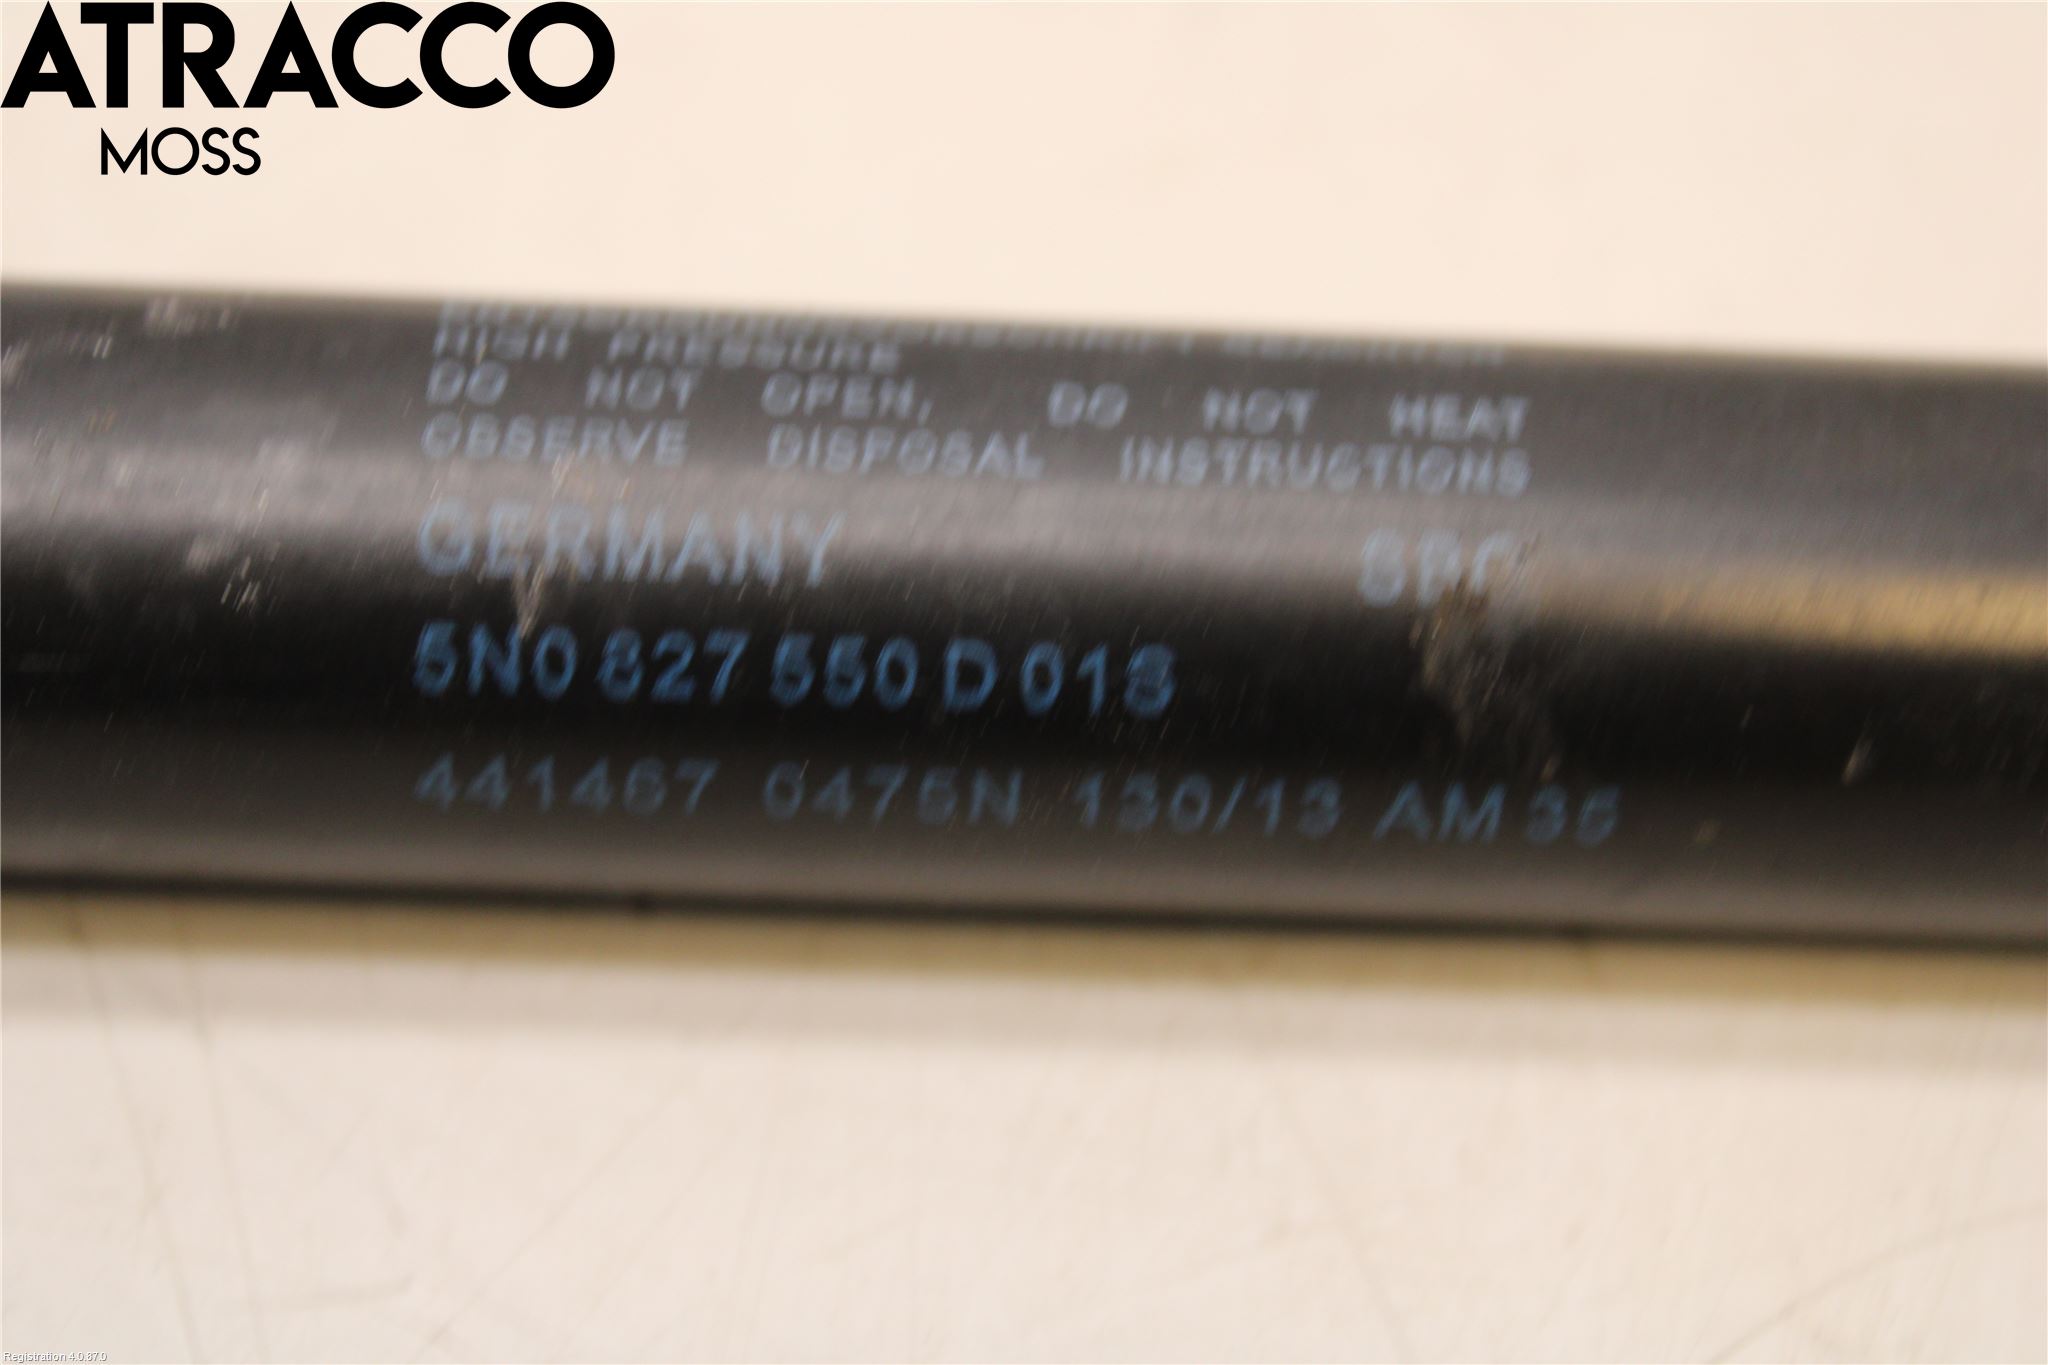 ATRACCO
MOSS
HIGH PRESSURE
DO NOT OPEN, DO NOT HEAT
OBSERVE DISPOSAL INSTRUCTIONS
GERMANY
5N0 827 550 D 01S
441467 0475N 130/13 AM 35
Registration 4.0.87.0